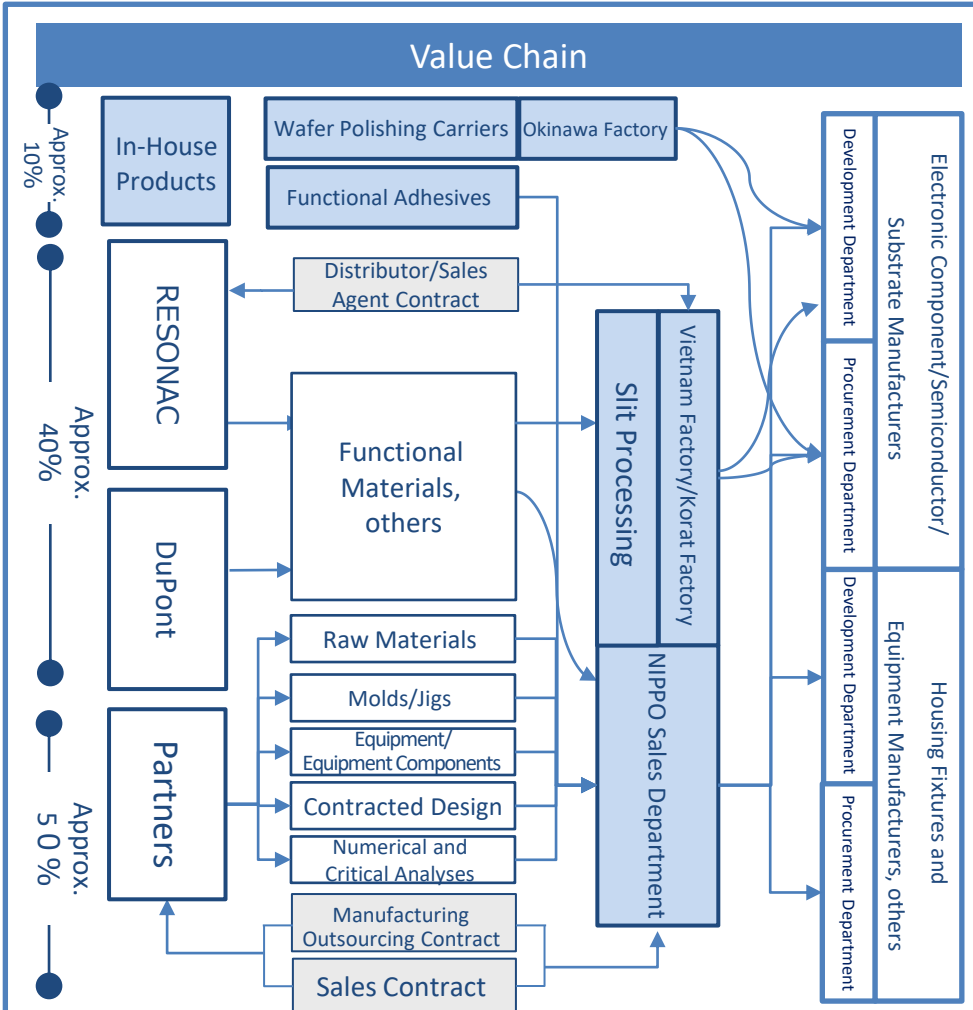 Value Chain
Approx.
10%
In-House
Products
Wafer Polishing Carriers
Okinawa Factory
Functional Adhesives
Distributor/Sales
Agent Contract
Approx.
40%
RESONAC
DuPont
Functional
Materials,
others
Slit Processing
Vietnam Factory/Korat Factory
NIPPO Sales Department
Approx.
50%
Partners
Raw Materials
Molds/Jigs
Equipment/
Equipment Components
Contracted Design
Numerical and
Critical Analyses
Manufacturing
Outsourcing Contract
Sales Contract
Development Department
Procurement Department
Electronic Component/Semiconductor/
Substrate Manufacturers
Development Department
Procurement Department
Housing Fixtures and
Equipment Manufacturers, others